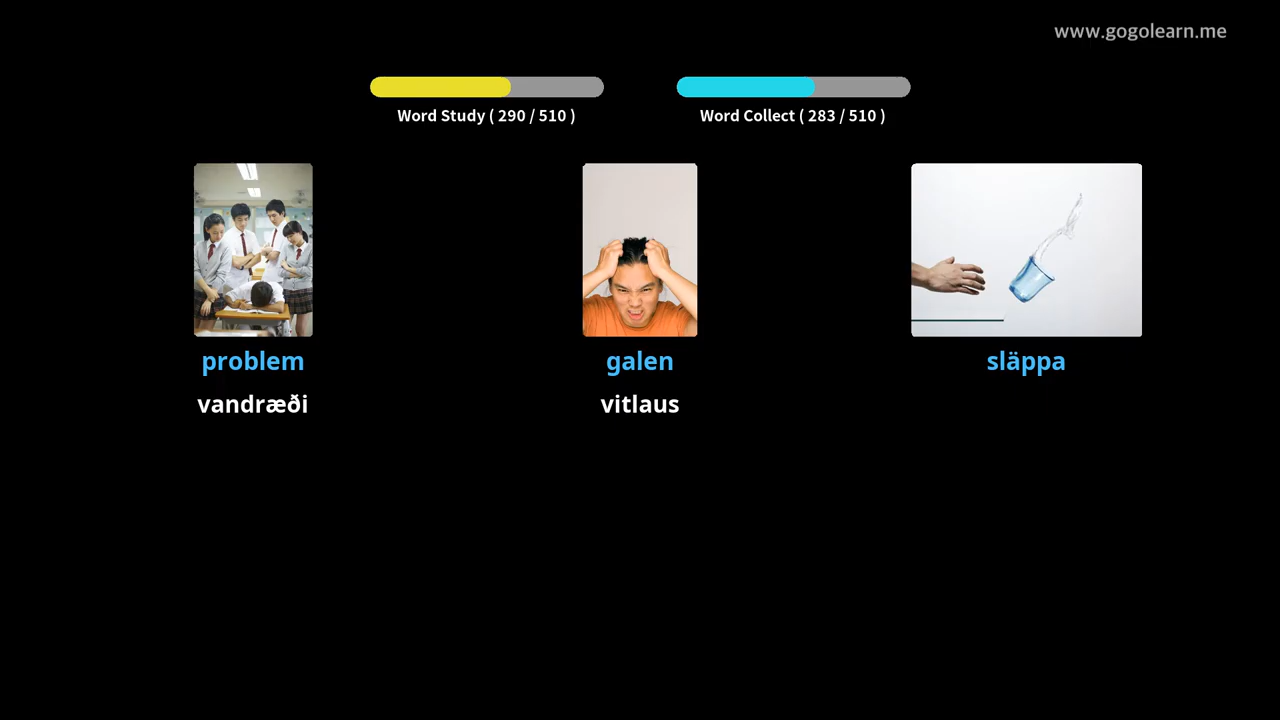 www.gogolearn.me
Word Study ( 290 / 510 )
Word Collect ( 283 / 510 )
problem
galen
släppa
vandræði
vitlaus